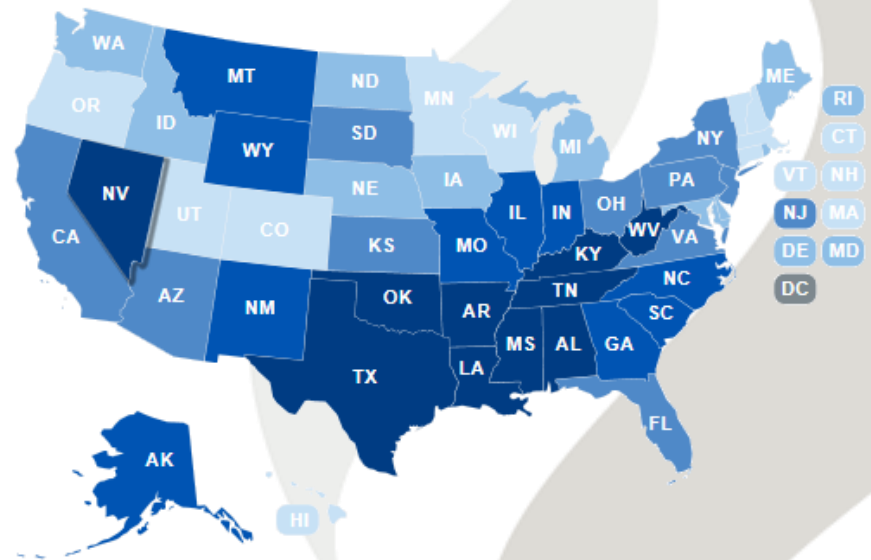 WA
MT
ND
MN
ME
OR
ID
SD
WI
MI
NY
RI
WY
CT
NV
NE
IA
PA
VT
NH
UT
CO
IL
IN
OH
NJ
MA
CA
KS
MO
WV
VA
DE
MD
KY
AZ
NM
OK
AR
TN
NC
DC
SC
MS
AL
GA
TX
LA
FL
AK
HI